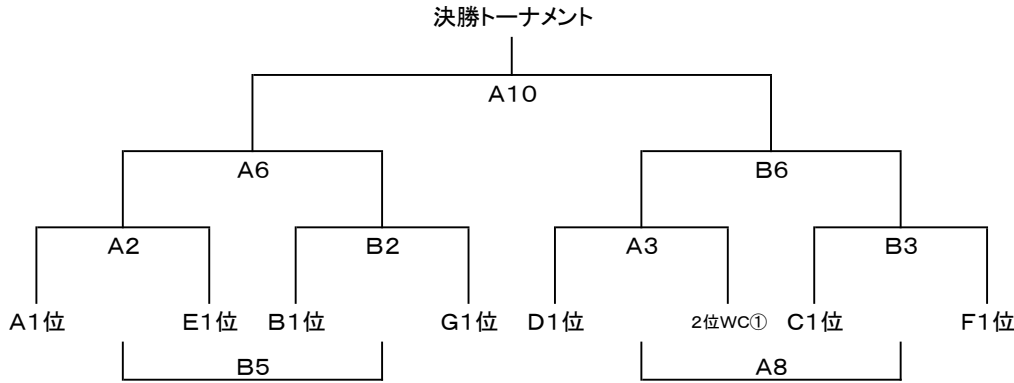 決勝トーナメント
A10
A6 B6
A2 B2 A3 B3
A1位 E1位 B1位 G1位 D1位 2位WC① C1位 F1位
B5 A8